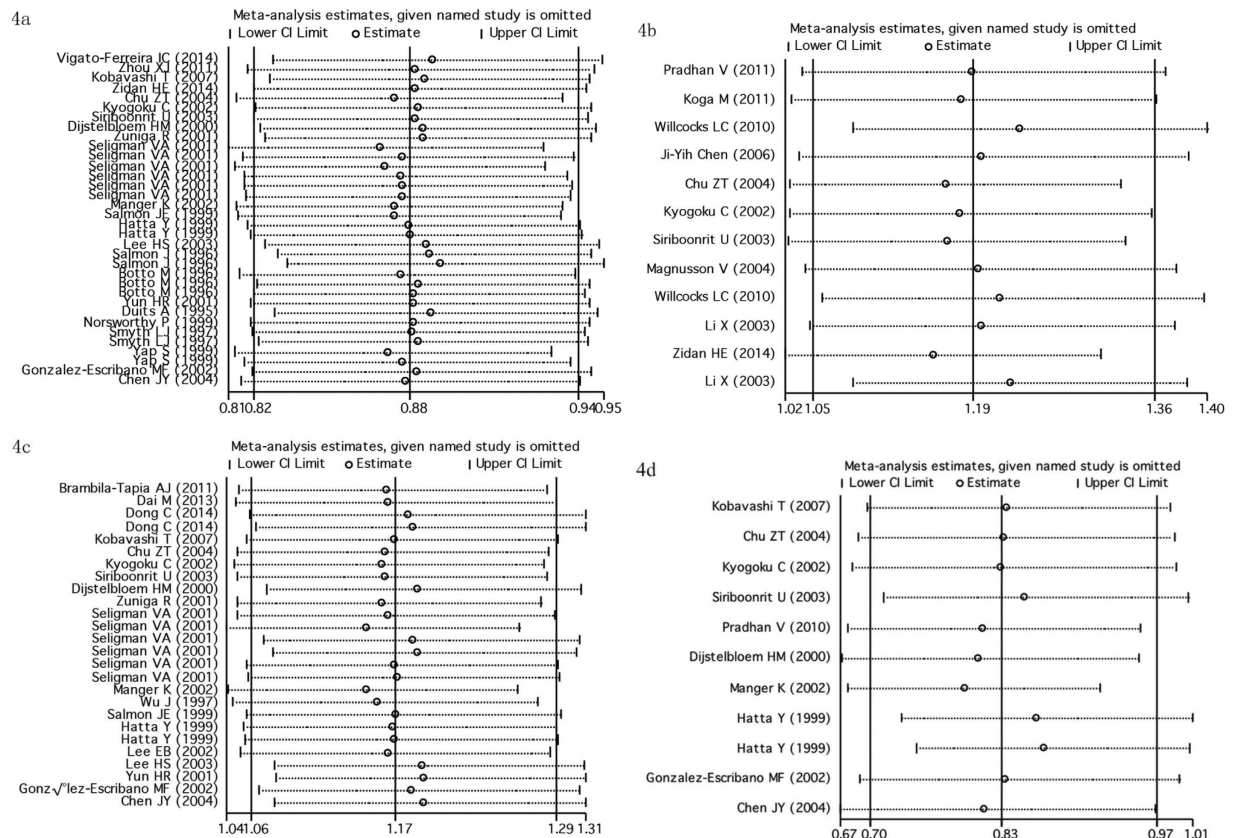 4a
Meta-analysis estimates, given named study is omitted
Lower CI Limit Estimate Upper CI Limit
Vigato-Ferreira IC (2014)
Zhou XJ (2011)
Kobavashi T (2007)
Zidan HE (2014)
Chu ZT (2004)
Kyogoku C (2002)
Siriboonrit U (2003)
Dijstelbloem HM (2000)
Zuniga R (2001)
Seligman VA (2001)
Seligman VA (2001)
Seligman VA (2001)
Seligman VA (2001)
Seligman VA (2001)
Seligman VA (2001)
Manger K (2002)
Salmon JE (1999)
Hatta Y (1999)
Hatta Y (1999)
Lee HS (2003)
Salmon J (1996)
Salmon J (1996)
Botto M (1996)
Botto M (1996)
Botto M (1996)
Yun HR (2001)
Duits A (1995)
Norsworthy P (1999)
Smyth LJ (1997)
Smyth LJ (1997)
Yap S (1999)
Yap S (1999)
Gonzalez-Escribano MF (2002)
Chen JY (2004)
0.81 0.82 0.88 0.94 0.95
4b
Meta-analysis estimates, given named study is omitted
Lower CI Limit Estimate Upper CI Limit
Pradhan V (2011)
Koga M (2011)
Willcocks LC (2010)
Ji-Yih Chen (2006)
Chu ZT (2004)
Kyogoku C (2002)
Siriboonrit U (2003)
Magnusson V (2004)
Willcocks LC (2010)
Li X (2003)
Zidan HE (2014)
Li X (2003)
1.02 1.05 1.19 1.36 1.40
4c
Meta-analysis estimates, given named study is omitted
Lower CI Limit Estimate Upper CI Limit
Brambila-Tapia AJ (2011)
Dai M (2013)
Dong C (2014)
Dong C (2014)
Kobavashi T (2007)
Chu ZT (2004)
Kyogoku C (2002)
Siriboonrit U (2003)
Dijstelbloem HM (2000)
Zuniga R (2001)
Seligman VA (2001)
Seligman VA (2001)
Seligman VA (2001)
Seligman VA (2001)
Seligman VA (2001)
Seligman VA (2001)
Manger K (2002)
Wu J (1997)
Salmon JE (1999)
Hatta Y (1999)
Hatta Y (1999)
Lee EB (2002)
Lee HS (2003)
Yun HR (2001)
Gonz√°lez-Escribano MF (2002)
Chen JY (2004)
1.04 1.06 1.17 1.29 1.31
4d
Meta-analysis estimates, given named study is omitted
Lower CI Limit Estimate Upper CI Limit
Kobavashi T (2007)
Chu ZT (2004)
Kyogoku C (2002)
Siriboonrit U (2003)
Pradhan V (2010)
Dijstelbloem HM (2000)
Manger K (2002)
Hatta Y (1999)
Hatta Y (1999)
Gonzalez-Escribano MF (2002)
Chen JY (2004)
0.67 0.70 0.83 0.97 1.01